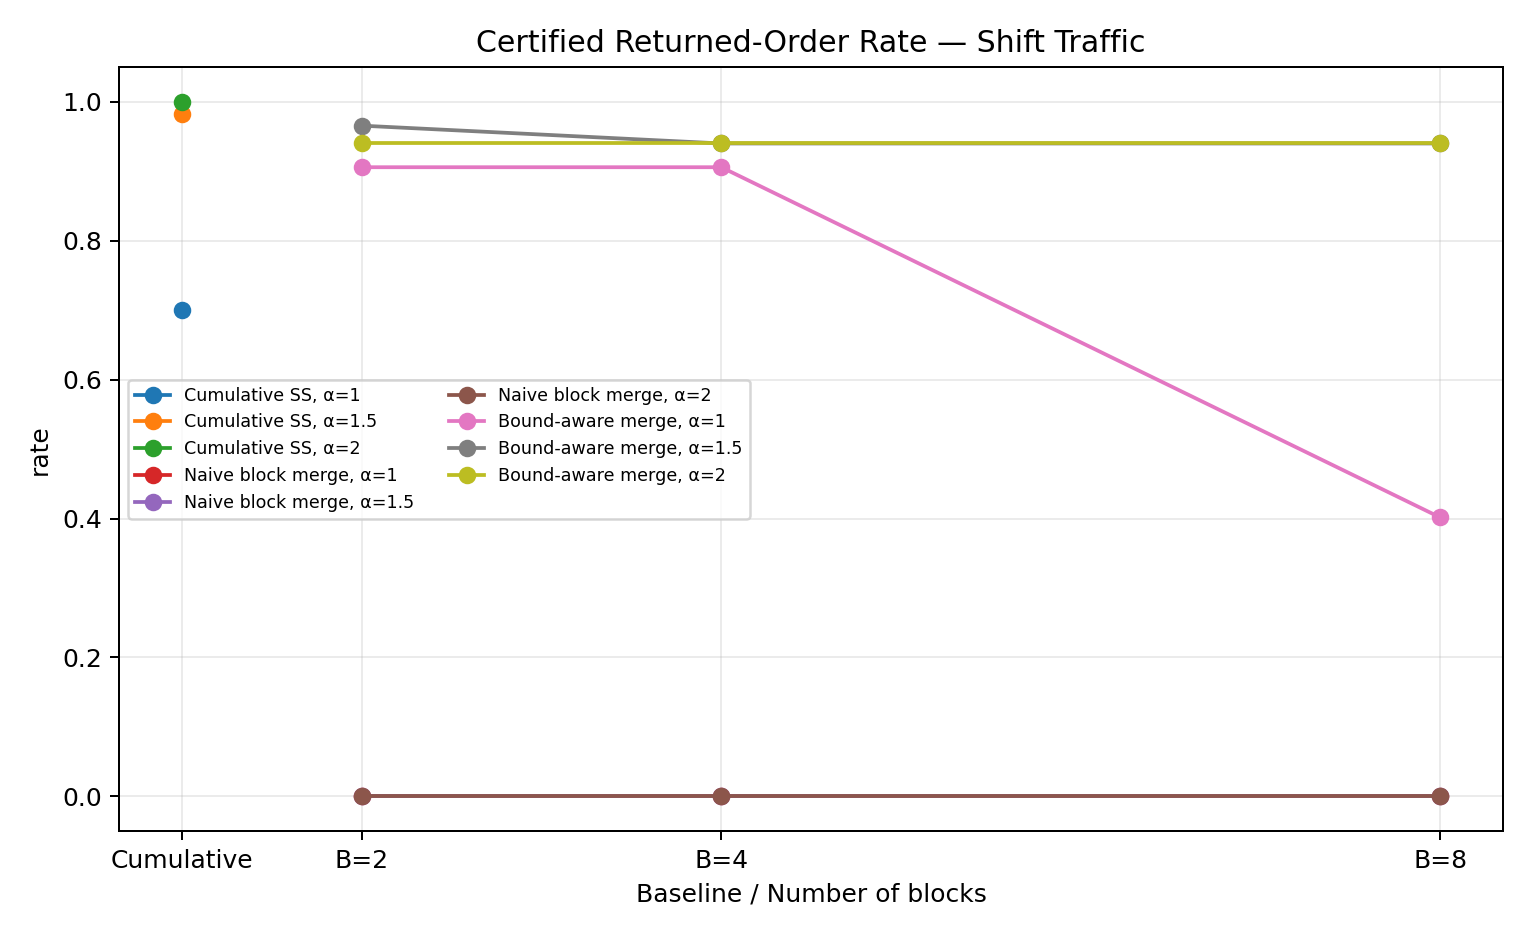 Certified Returned-Order Rate — Shift Traffic
1.0
0.8
0.6
0.4
0.2
0.0
rate
Cumulative SS, α=1
Cumulative SS, α=1.5
Cumulative SS, α=2
Naive block merge, α=1
Naive block merge, α=1.5
Naive block merge, α=2
Bound-aware merge, α=1
Bound-aware merge, α=1.5
Bound-aware merge, α=2
Cumulative B=2 B=4 B=8
Baseline / Number of blocks